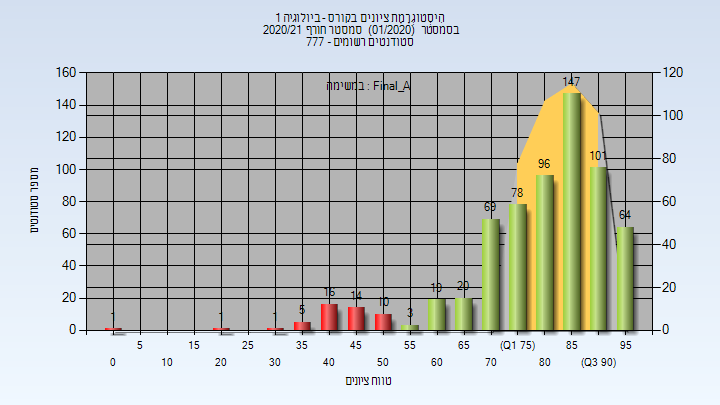 היסטוגרמת ציונים בקורס - ביולוגיה 1
בסמסטר (01/2020) סמסטר חורף 2020/21
סטודנטים רשומים - 777
במשימה : Final_A
מספר סטודנטים
160 140 120 100 80 60 40 20 0
120 100 80 60 40 20 0
1 1 1 5 16 14 10 3 19 20 69 78 96 147 101 64
5 15 25 35 45 55 65 (Q1 75) 85 95
0 10 20 30 40 50 60 70 80 (Q3 90)
טווח ציונים